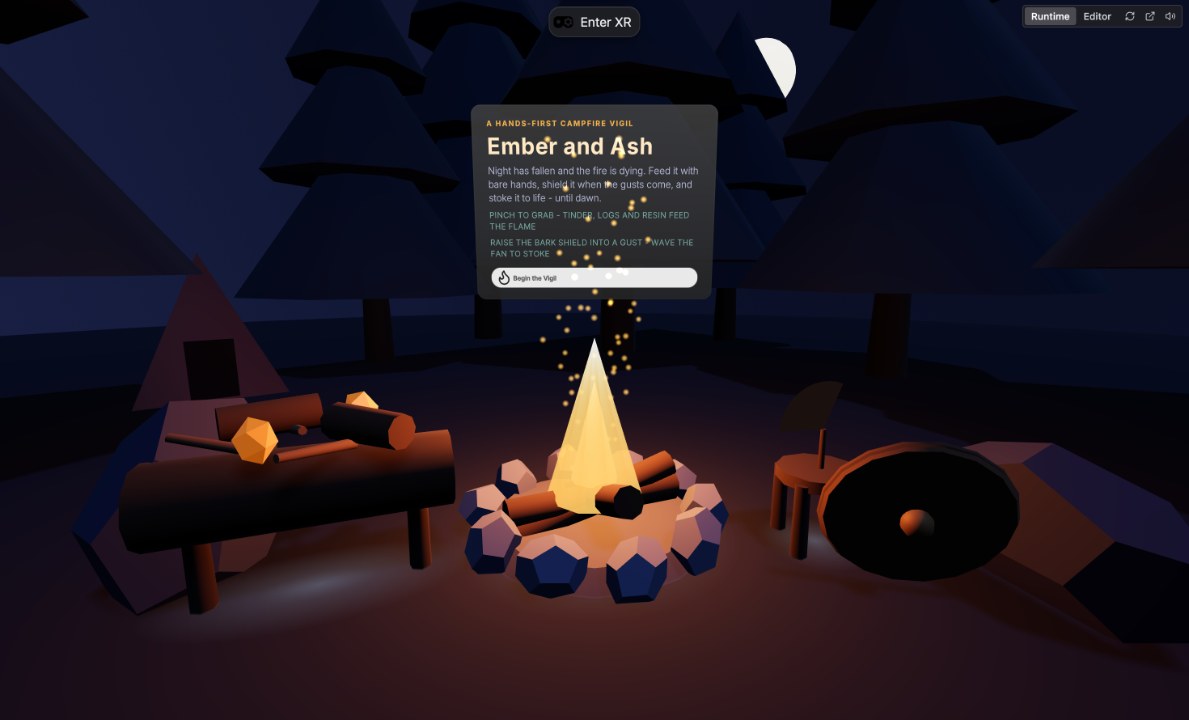 Enter XR
Runtime Editor
A HANDS-FIRST CAMPFIRE VIGIL
Ember and Ash
Night has fallen and the fire is dying. Feed it with
bare hands, shield it when the gusts come, and
stoke it to life - until dawn.
PINCH TO GRAB - TINDER, LOGS AND RESIN FEED
THE FLAME
RAISE THE BARK SHIELD INTO A GUST - WAVE THE
FAN TO STOKE
Begin the Vigil